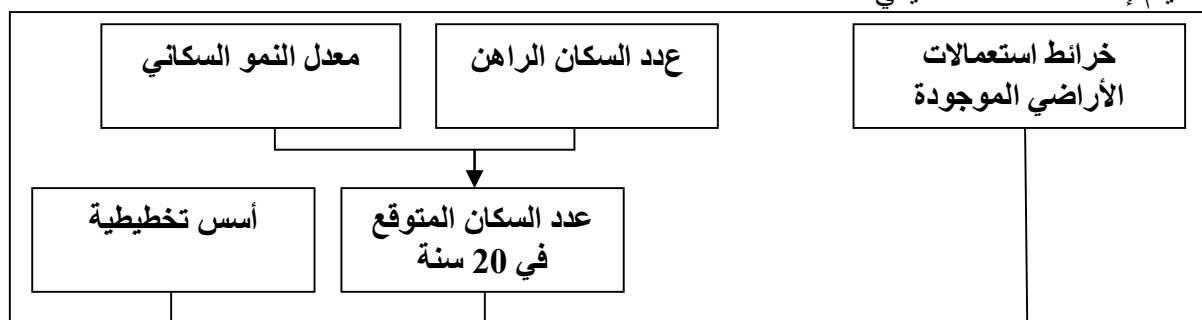 خرائط استعمالات
الأراضي الموجودة
عدد السكان الراهن
معدل النمو السكاني
عدد السكان المتوقع
في 20 سنة
أسس تخطيطية